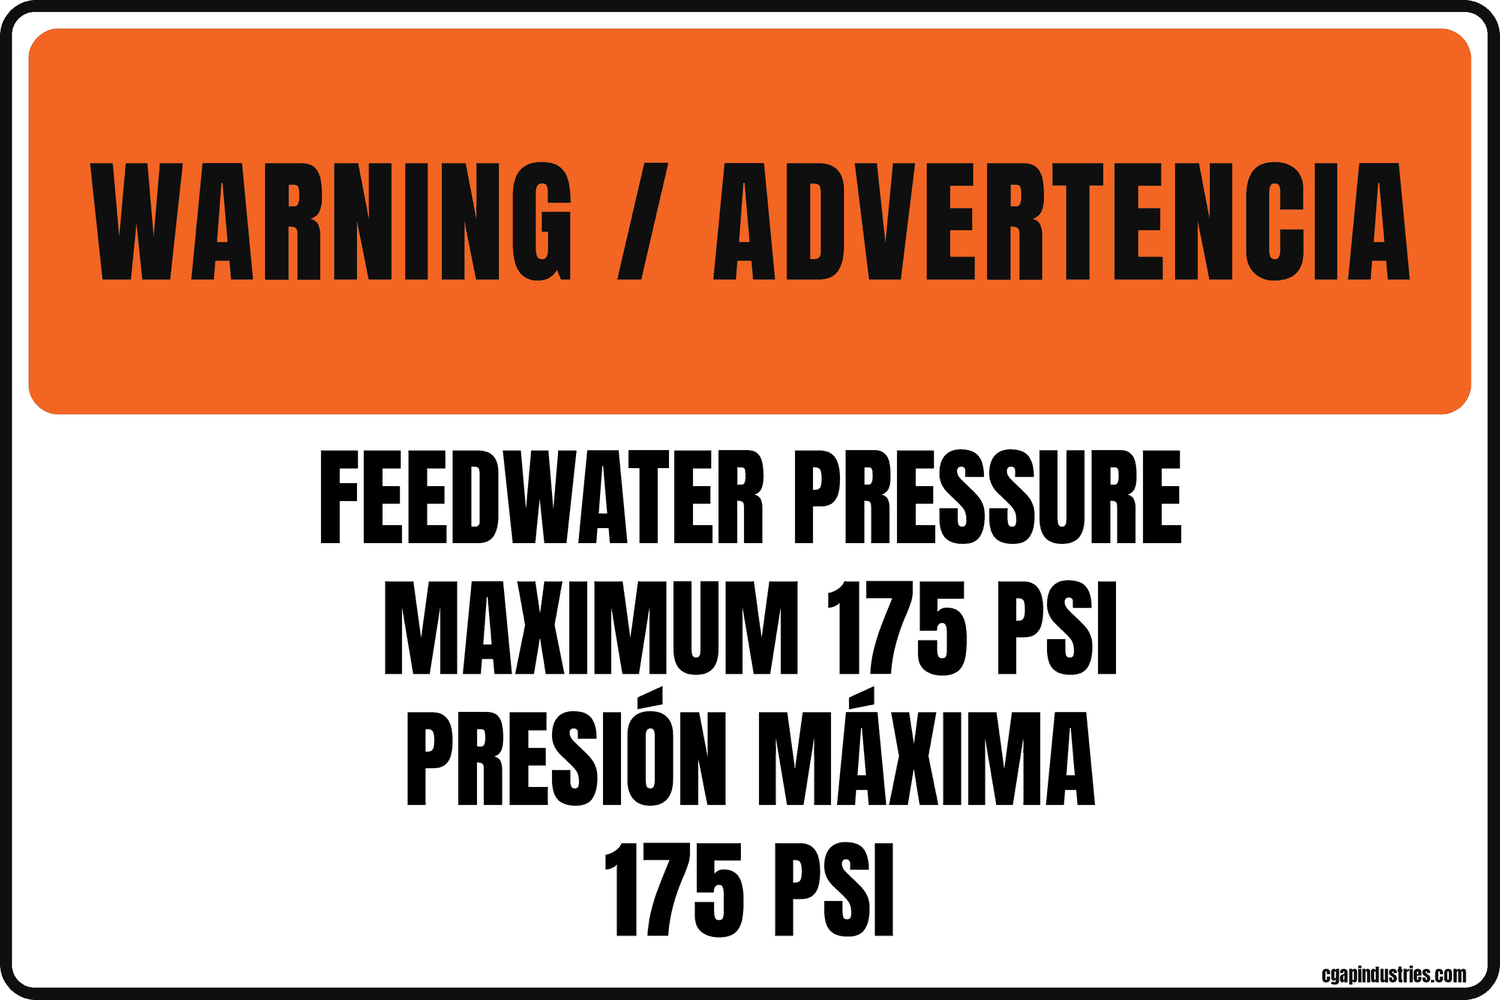 WARNING / ADVERTENCIA
FEEDWATER PRESSURE
MAXIMUM 175 PSI
PRESIÓN MÁXIMA
175 PSI
cgapindustries.com